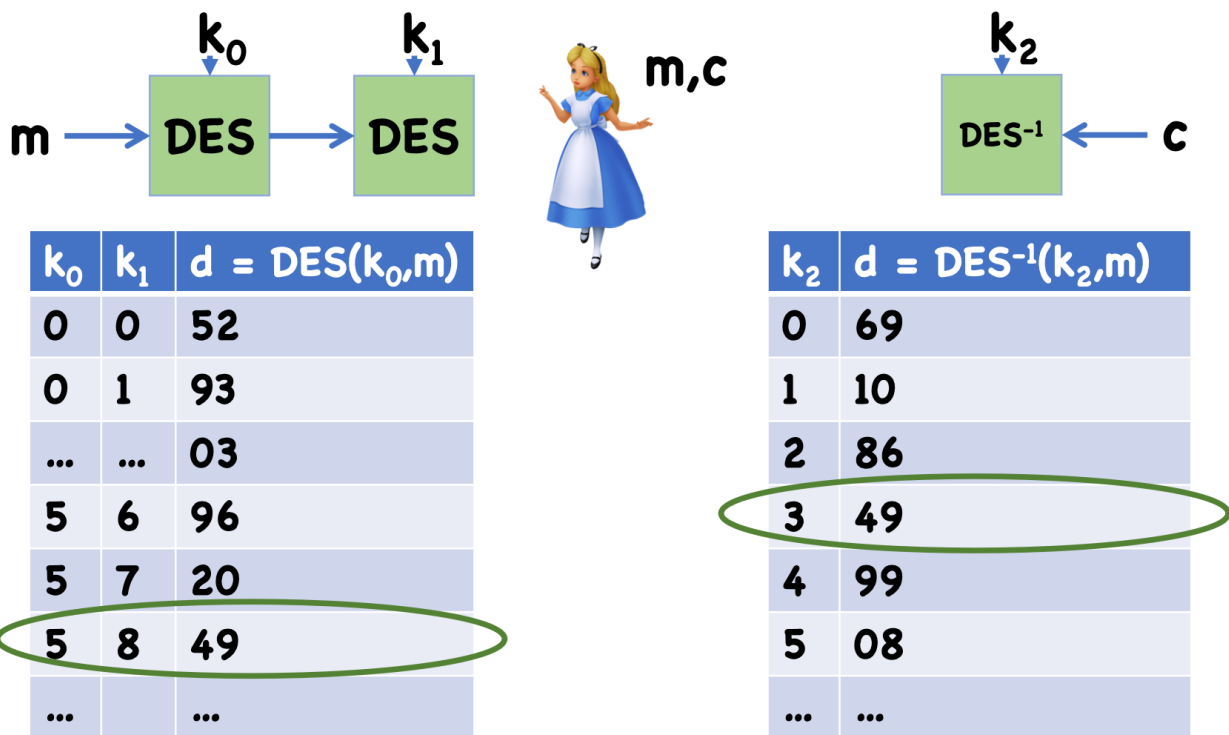 k₀ k₁ k₂
m DES DES m,c DES⁻¹ c
k₀ k₁ d = DES(k₀,m)
0 0 52
0 1 93
... ... 03
5 6 96
5 7 20
5 8 49
... ...
k₂ d = DES⁻¹(k₂,m)
0 69
1 10
2 86
3 49
4 99
5 08
... ...